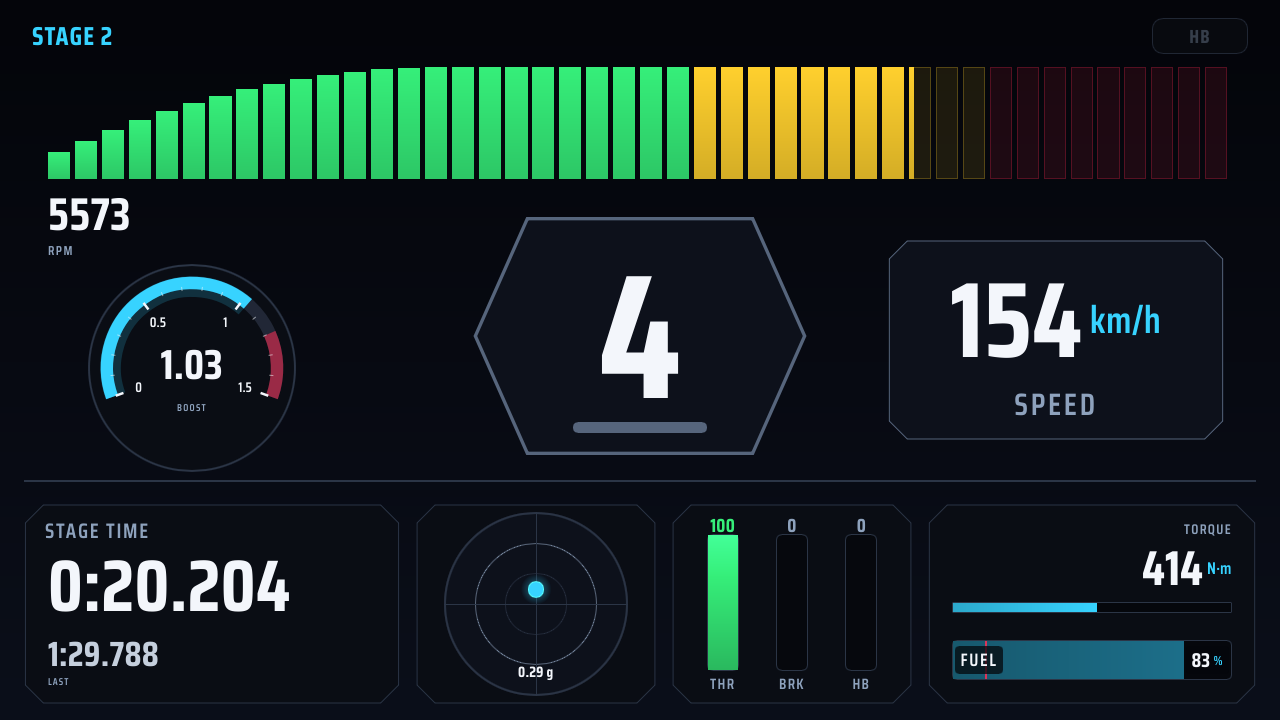 STAGE 2
HB
5573
RPM
0.5
1
1.03
0
1.5
BOOST
4
154 km/h
SPEED
STAGE TIME
0:20.204
1:29.788
LAST
0.29 g
100
0
0
THR
BRK
HB
TORQUE
414 N·m
FUEL
83 %